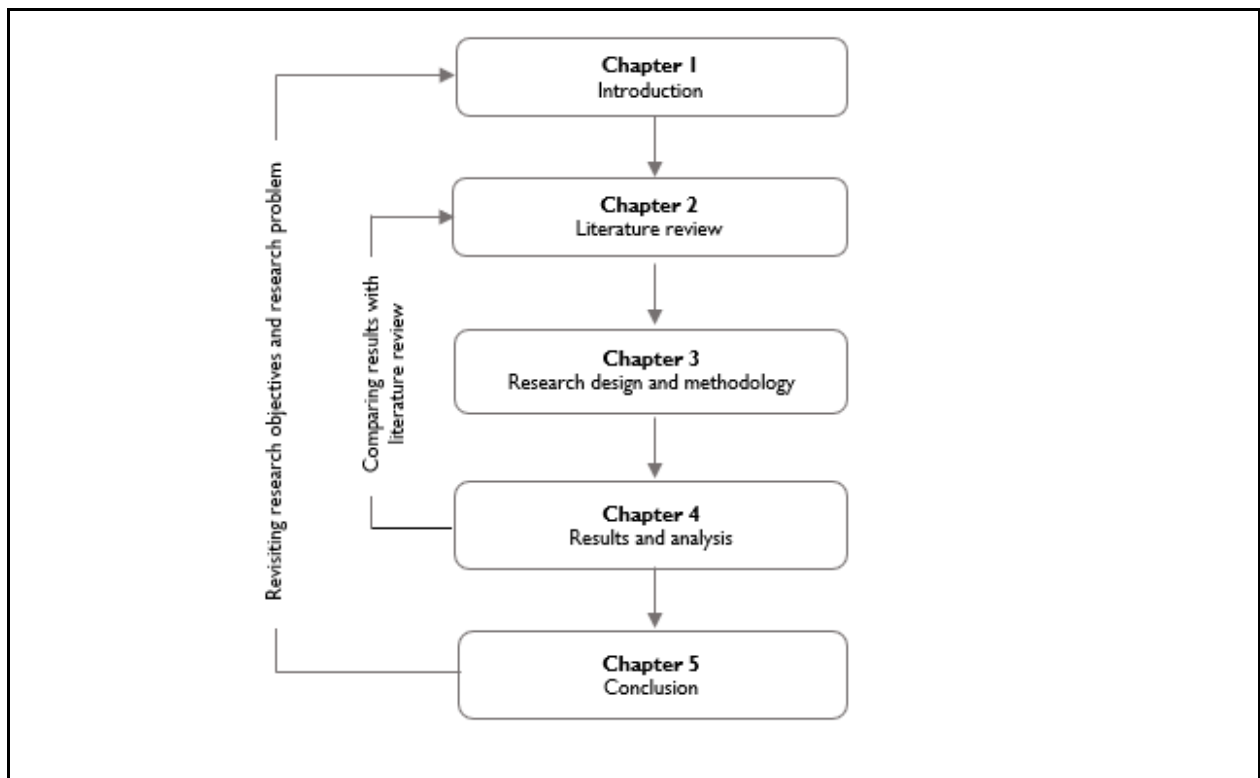 Chapter 1
Introduction
Chapter 2
Literature review
Chapter 3
Research design and methodology
Chapter 4
Results and analysis
Chapter 5
Conclusion
Revisiting research objectives and research problem
Comparing results with
literature review